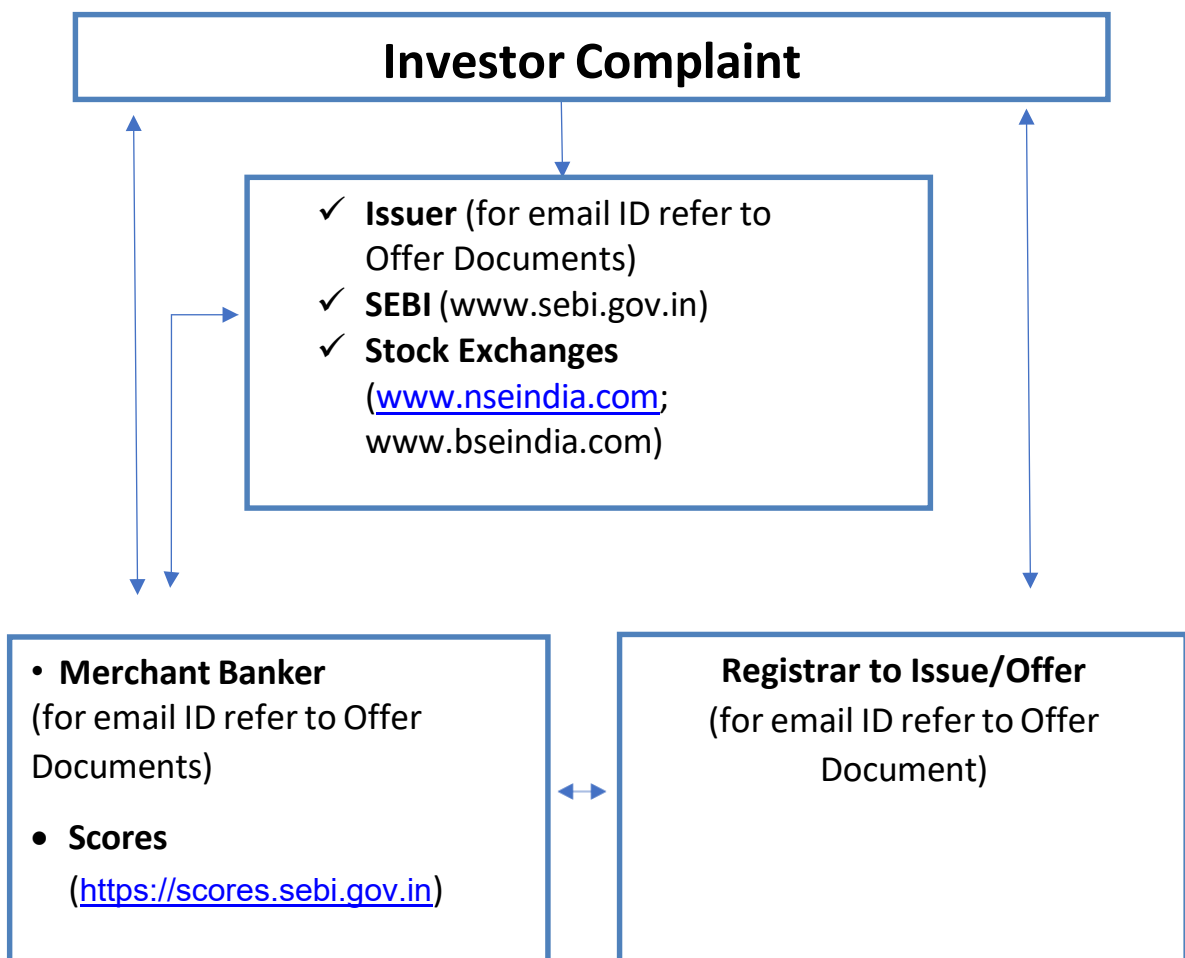 Investor Complaint
✓ Issuer (for email ID refer to
Offer Documents)
✓ SEBI (www.sebi.gov.in)
✓ Stock Exchanges
(www.nseindia.com;
www.bseindia.com)
• Merchant Banker
(for email ID refer to Offer
Documents)
• Scores
(https://scores.sebi.gov.in)
Registrar to Issue/Offer
(for email ID refer to Offer
Document)